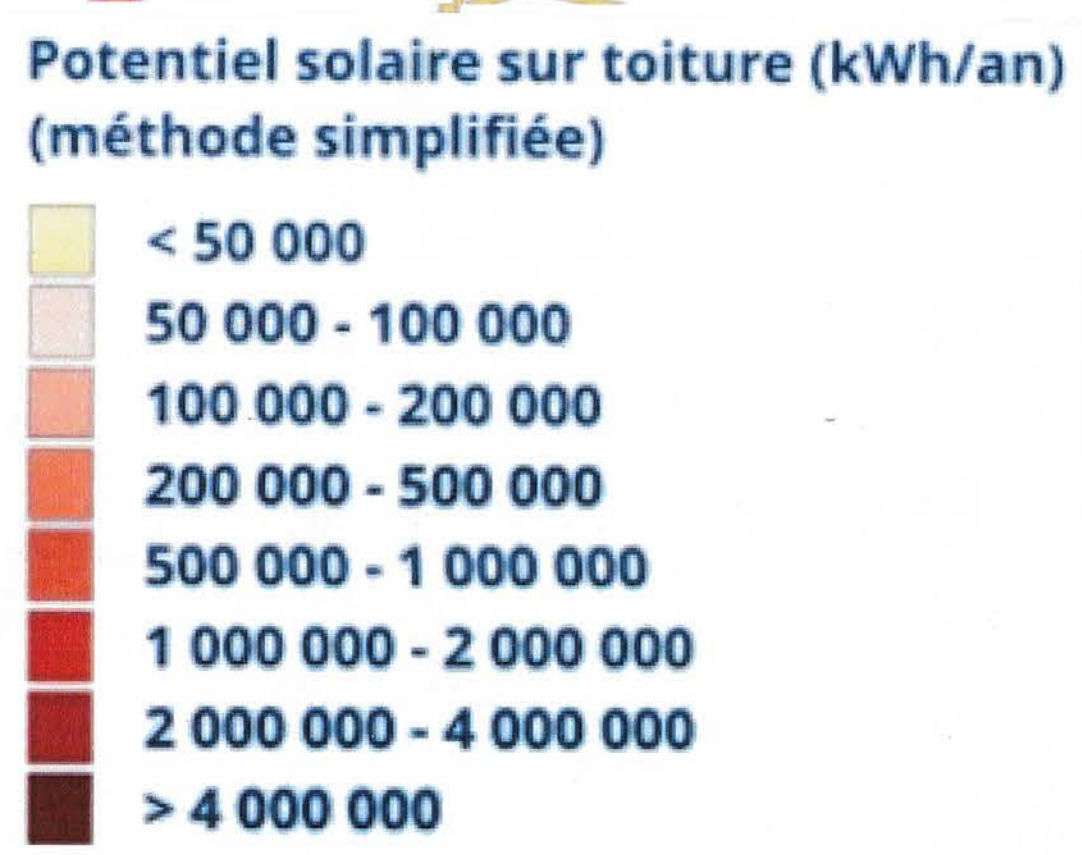 Potentiel solaire sur toiture (kWh/an)
(méthode simplifiée)
< 50 000
50 000 - 100 000
100 000 - 200 000
200 000 - 500 000
500 000 - 1 000 000
1 000 000 - 2 000 000
2 000 000 - 4 000 000
> 4 000 000